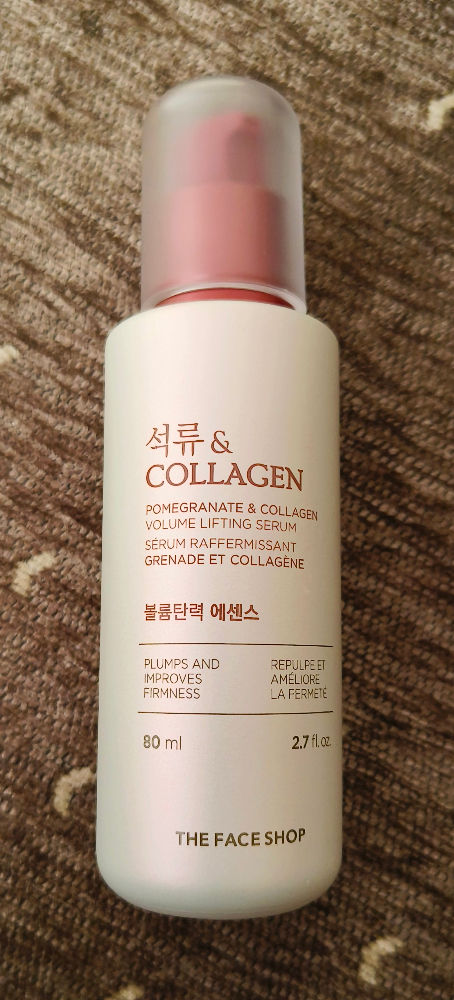 석류 &
COLLAGEN
POMEGRANATE & COLLAGEN
VOLUME LIFTING SERUM
SÉRUM RAFFERMISSANT
GRENADE ET COLLAGÈNE
볼륨탄력 에센스
PLUMPS AND
IMPROVES
FIRMNESS
REPULPE ET
AMÉLIORE
LA FERMETÉ
80 ml
2.7 fl. oz.
THE FACE SHOP